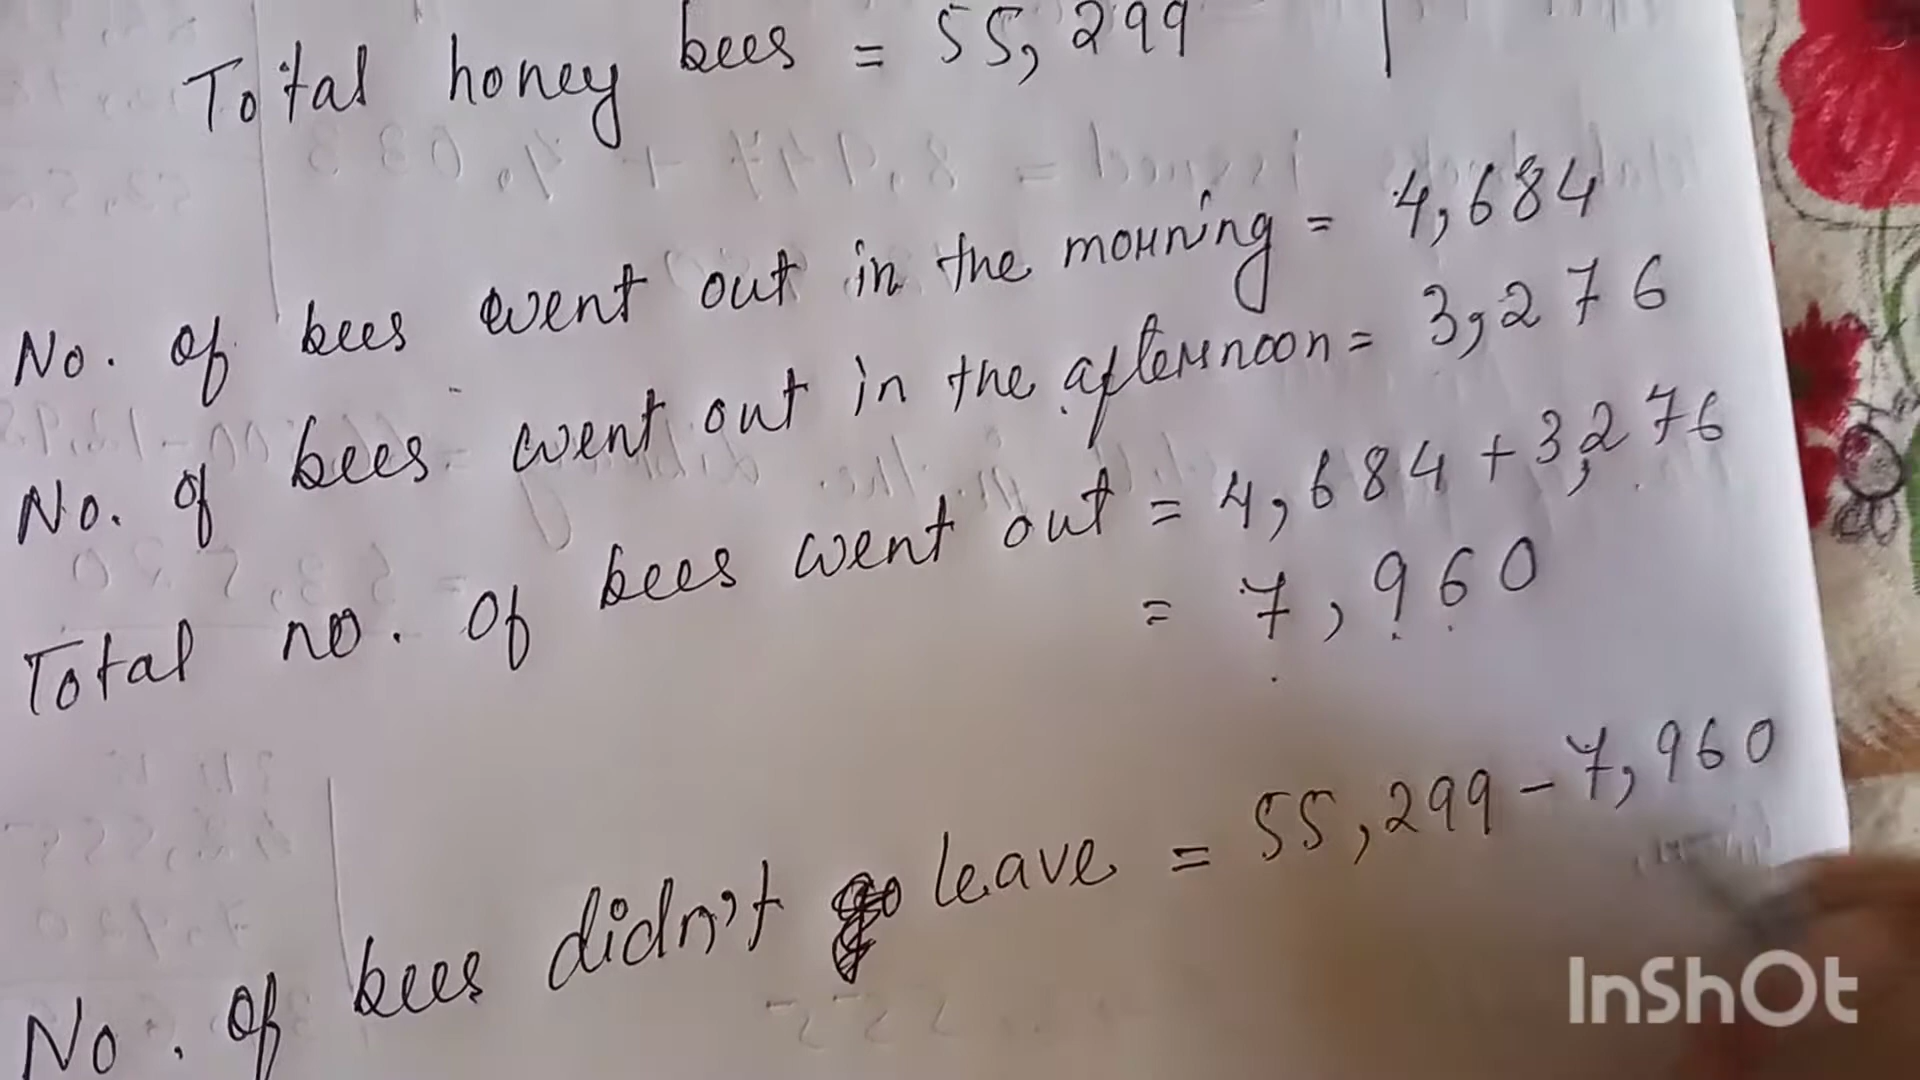 Total honey bees = 55,299
No. of bees went out in the morning = 4,684
No. of bees went out in the afternoon = 3,276
Total no. of bees went out = 4,684 + 3,276
= 7,960
No. of bees didn't leave = 55,299 - 7,960
InShOt